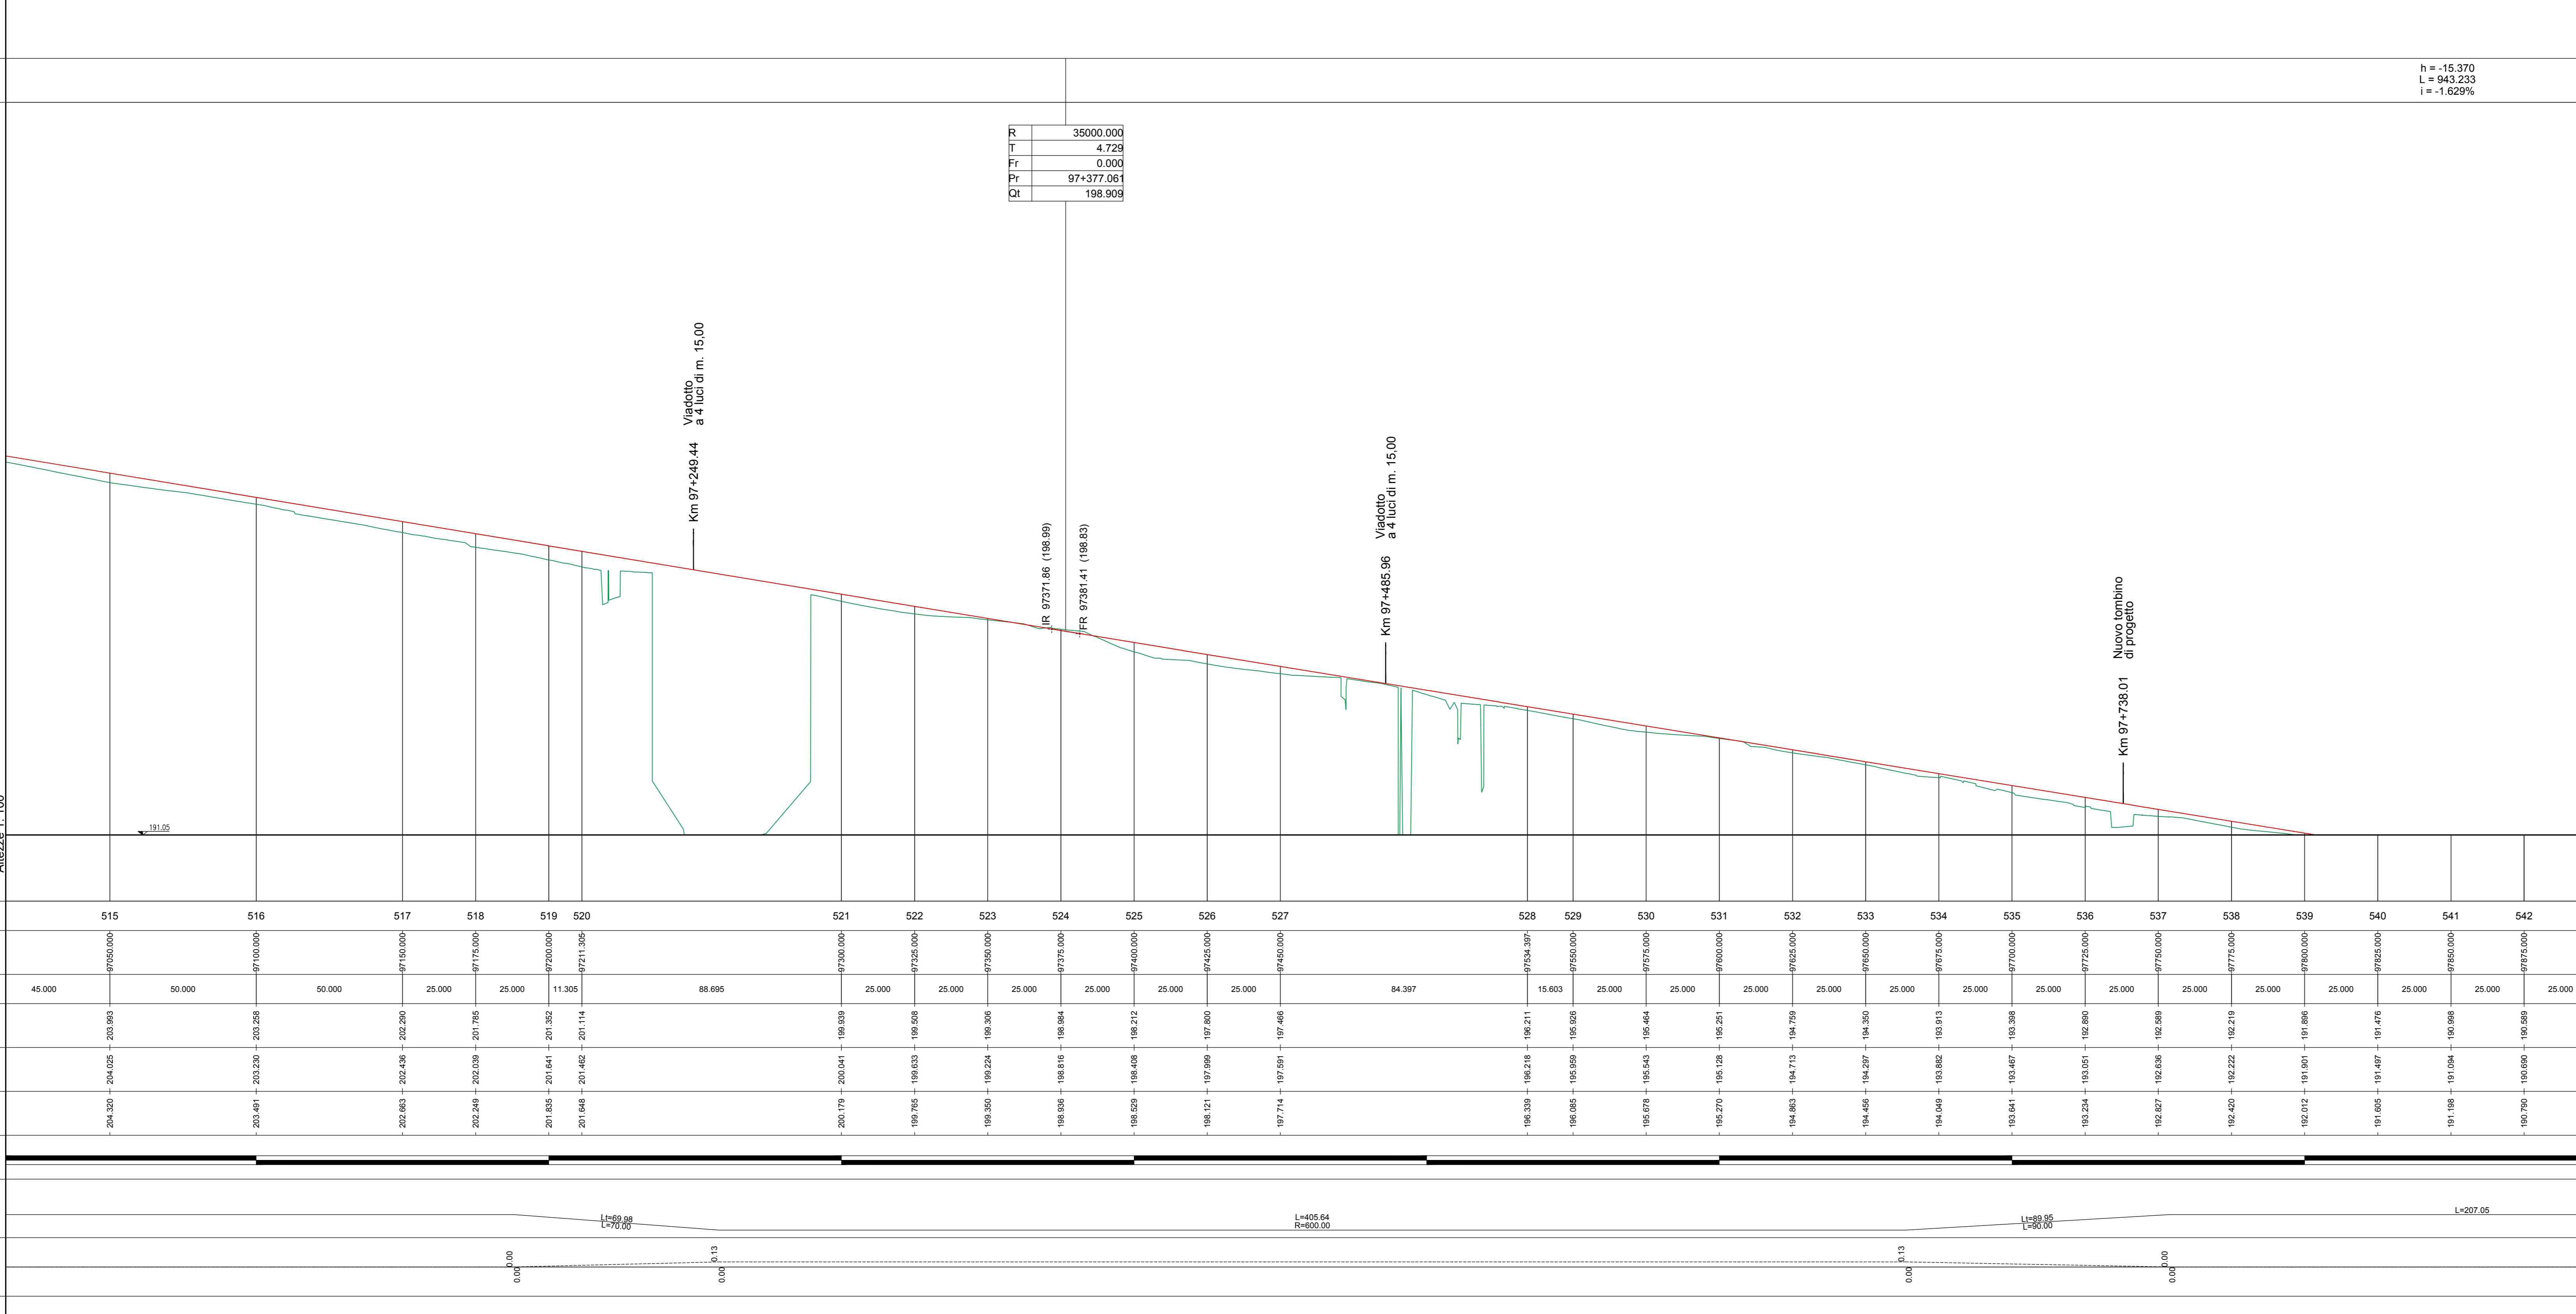 h = -15.370
L = 943.233
i = -1.629%
R 35000.000
T 4.729
Fr 0.000
Pr 97+377.061
Qt 198.909
Viadotto
a 4 luci di m. 15,00
Km 97+249.44
IR 97371.86 (198.99)
FR 97381.41 (198.83)
Viadotto
a 4 luci di m. 15,00
Km 97+485.96
Nuovo tombino
di progetto
Km 97+738.01
191.05
515 516 517 518 519 520 521 522 523 524 525 526 527 528 529 530 531 532 533 534 535 536 537 538 539 540 541 542
97050.000 97100.000 97150.000 97175.000 97200.000 97211.305 97300.000 97325.000 97350.000 97375.000 97400.000 97425.000 97450.000 97534.397 97550.000 97575.000 97600.000 97625.000 97650.000 97675.000 97700.000 97725.000 97750.000 97775.000 97800.000 97825.000 97850.000 97875.000
45.000 50.000 50.000 25.000 25.000 11.305 88.695 25.000 25.000 25.000 25.000 25.000 25.000 84.397 15.603 25.000 25.000 25.000 25.000 25.000 25.000 25.000 25.000 25.000 25.000 25.000 25.000 25.000
203.993 203.258 202.290 201.785 201.352 201.114 199.939 199.508 199.306 198.984 198.212 197.800 197.466 196.211 195.926 195.464 195.251 194.759 194.350 193.913 193.398 192.890 192.589 192.219 191.896 191.476 190.998 190.589
204.025 203.230 202.436 202.039 201.641 201.462 200.041 199.633 199.224 198.816 198.408 197.999 197.591 196.218 195.959 195.543 195.128 194.713 194.297 193.882 193.467 193.051 192.636 192.222 191.901 191.497 191.094 190.690
204.320 203.491 202.663 202.249 201.835 201.648 200.179 199.765 199.350 198.936 198.529 198.121 197.714 196.339 196.085 195.678 195.270 194.863 194.456 194.049 193.641 193.234 192.827 192.420 192.012 191.605 191.198 190.790
Lt=69.98
L=70.00
L=405.64
R=600.00
Lt=89.95
L=90.00
L=207.05
0.00 0.13 0.13 0.00
0.00 0.00 0.00 0.00